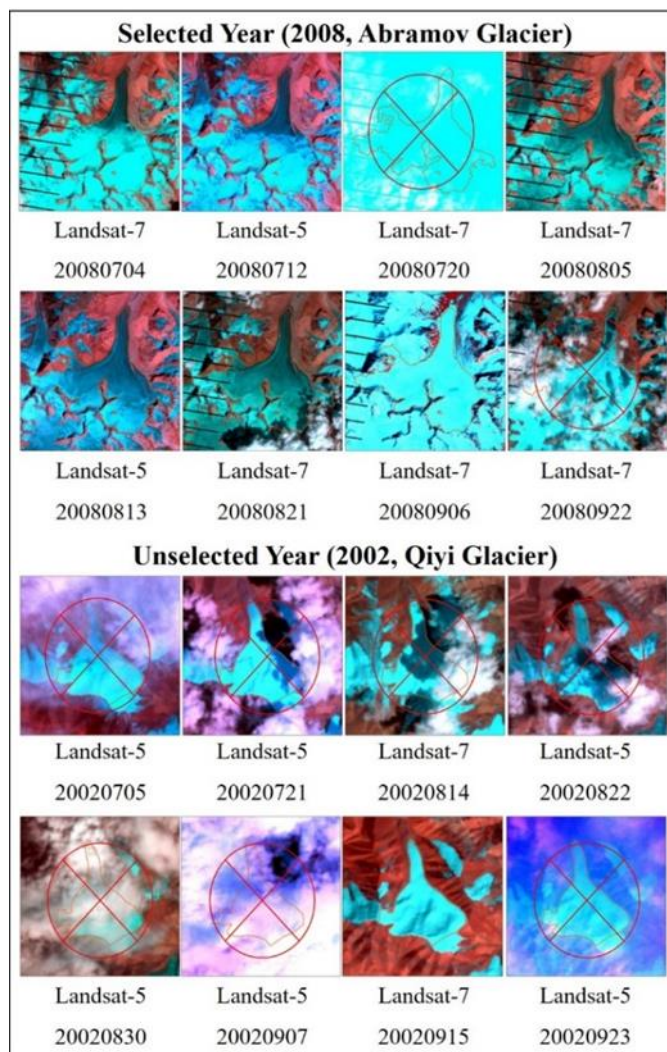 Selected Year (2008, Abramov Glacier)
Landsat-7 Landsat-5 Landsat-7 Landsat-7
20080704 20080712 20080720 20080805
Landsat-5 Landsat-7 Landsat-7 Landsat-7
20080813 20080821 20080906 20080922
Unselected Year (2002, Qiyi Glacier)
Landsat-5 Landsat-5 Landsat-7 Landsat-5
20020705 20020721 20020814 20020822
Landsat-5 Landsat-5 Landsat-7 Landsat-5
20020830 20020907 20020915 20020923